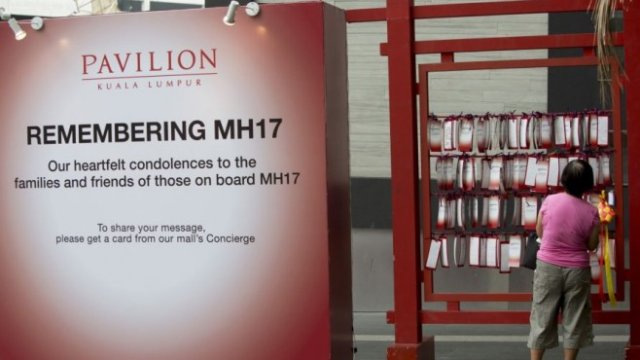 PAVILION
KUALA LUMPUR
REMEMBERING MH17
Our heartfelt condolences to the
families and friends of those on board MH17
To share your message,
please get a card from our mall's Concierge